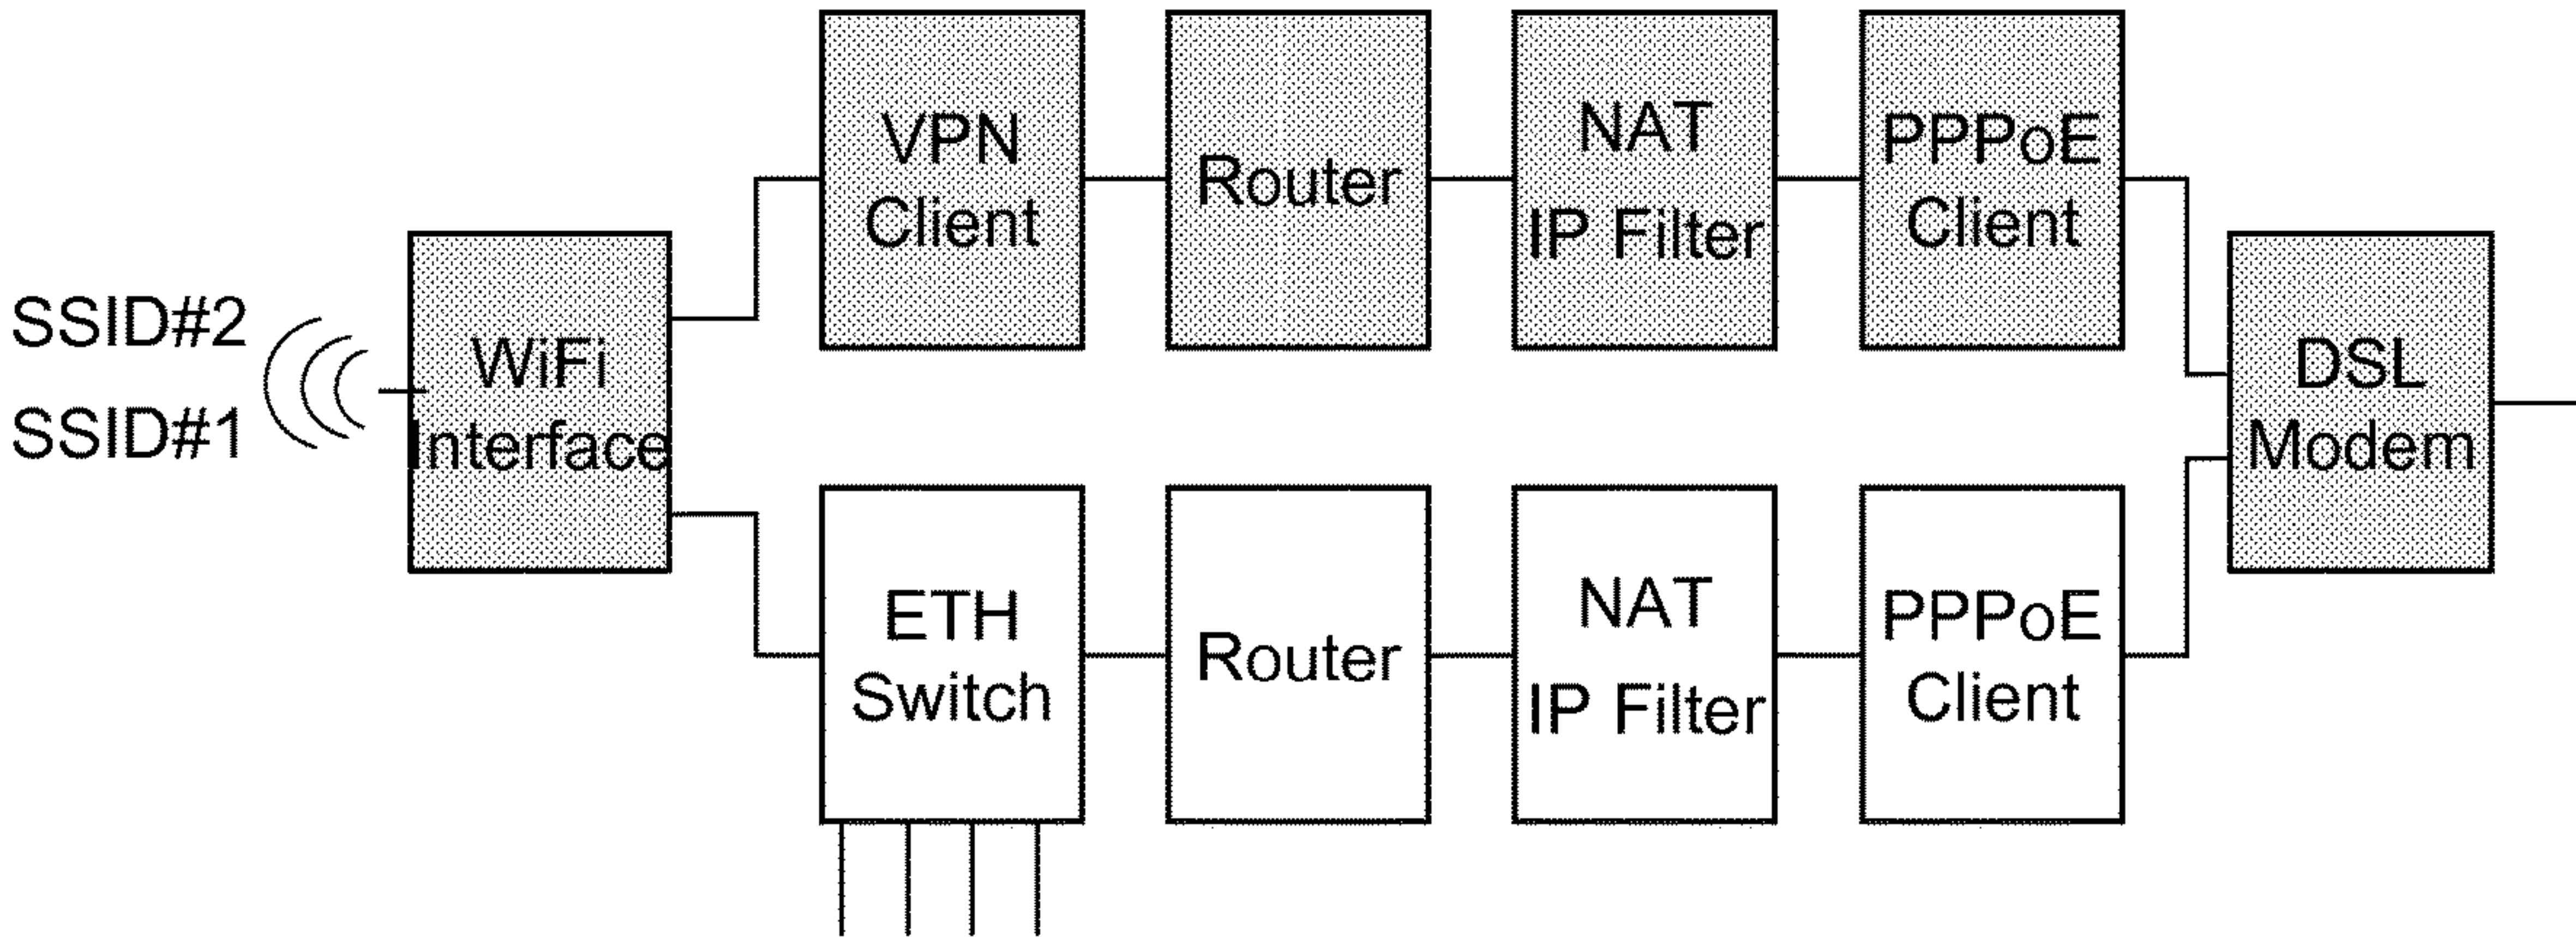 VPN
Client
Router
NAT
IP Filter
PPPoE
Client
SSID#2
SSID#1
WiFi
Interface
DSL
Modem
ETH
Switch
Router
NAT
IP Filter
PPPoE
Client